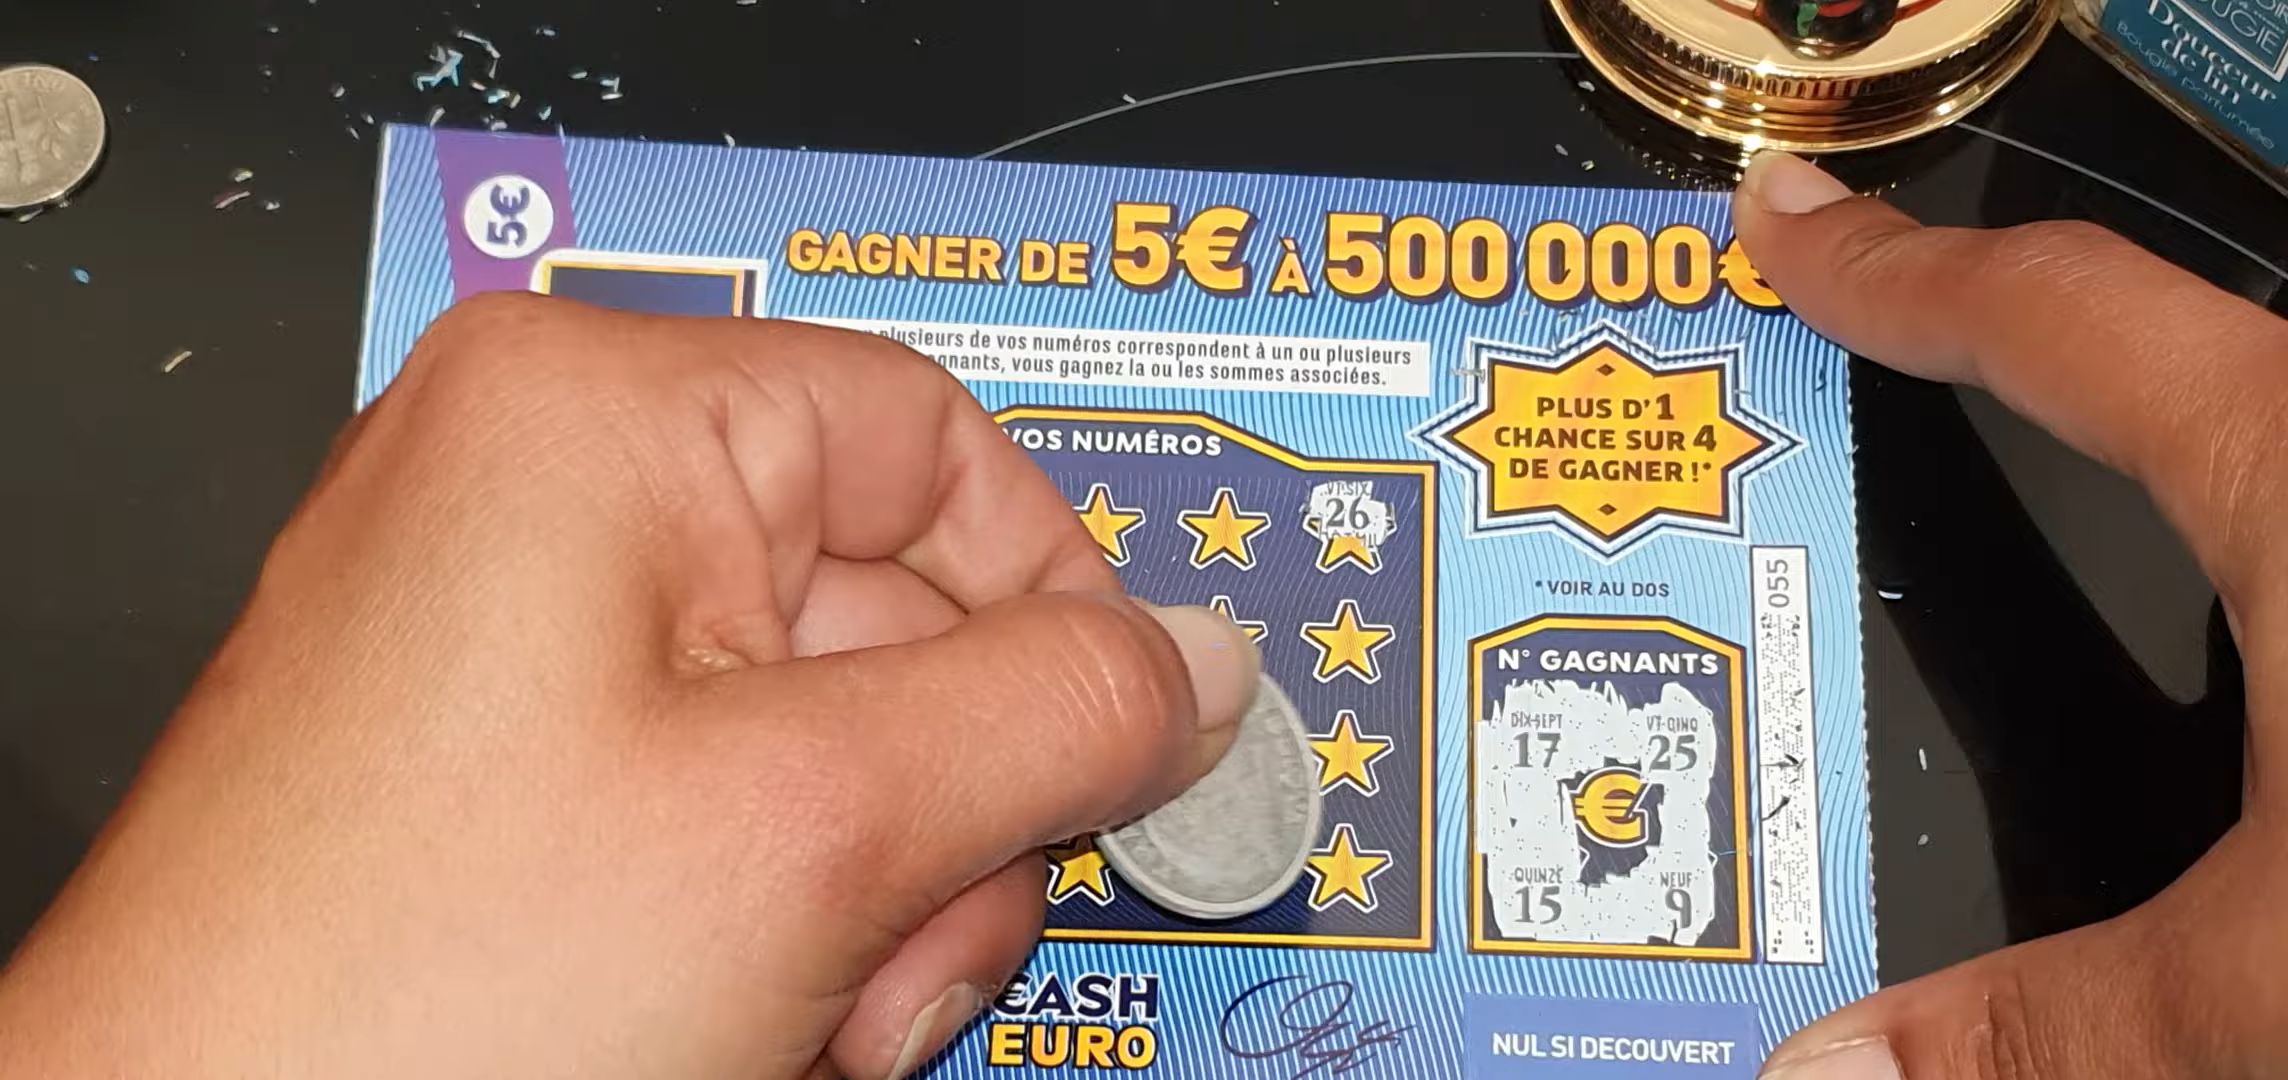 5€
GAGNER DE 5€ À 500 000€
plusieurs de vos numéros correspondent à un ou plusieurs
vous gagnez la ou les sommes associées.
VOS NUMÉROS
VT-SIX
26
PLUS D'1
CHANCE SUR 4
DE GAGNER !*
*VOIR AU DOS
055
N° GAGNANTS
DIX-SEPT
17
VT-CINQ
25
€
QUINZE
15
NEUF
9
CASH
EURO
NUL SI DECOUVERT
Douceur
de lin
Bougie parfumée